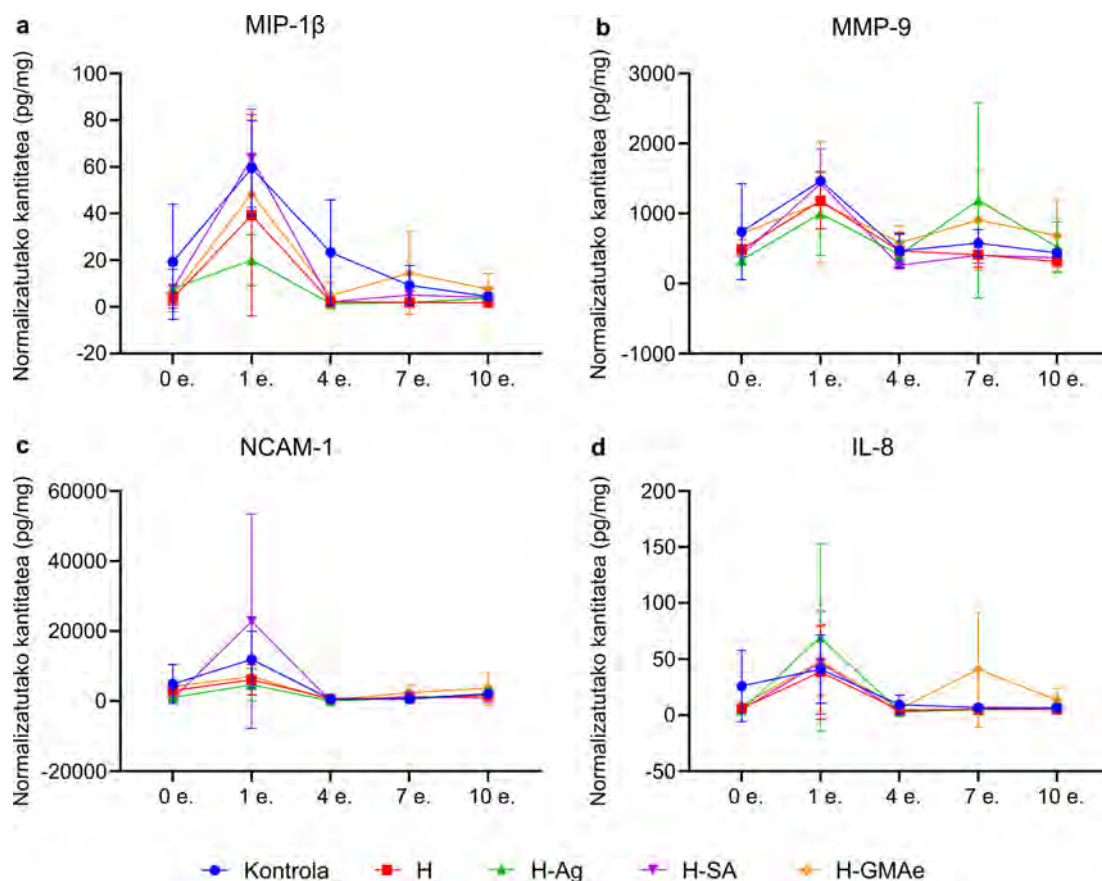 a MIP-1β
Normalizatutako kantitatea (pg/mg)
100
80
60
40
20
0
-20
0 e. 1 e. 4 e. 7 e. 10 e.
b MMP-9
Normalizatutako kantitatea (pg/mg)
3000
2000
1000
0
-1000
0 e. 1 e. 4 e. 7 e. 10 e.
c NCAM-1
Normalizatutako kantitatea (pg/mg)
60000
40000
20000
0
-20000
0 e. 1 e. 4 e. 7 e. 10 e.
d IL-8
Normalizatutako kantitatea (pg/mg)
200
150
100
50
0
-50
0 e. 1 e. 4 e. 7 e. 10 e.
Kontrola H H-Ag H-SA H-GMAe